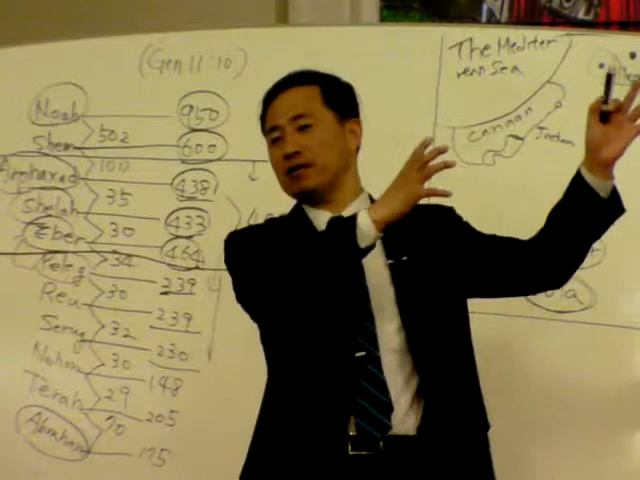 (Gen 11:10)
Noah 950
502
Shem 600
100
Arphaxad 438
35
Shelah 433
30
Eber 464
34
Peleg 239
30
Reu 239
32
Serug 230
30
Nahor 148
29
Terah 205
70
Abraham 175
The Mediter
rean Sea
Canaan
Jordan